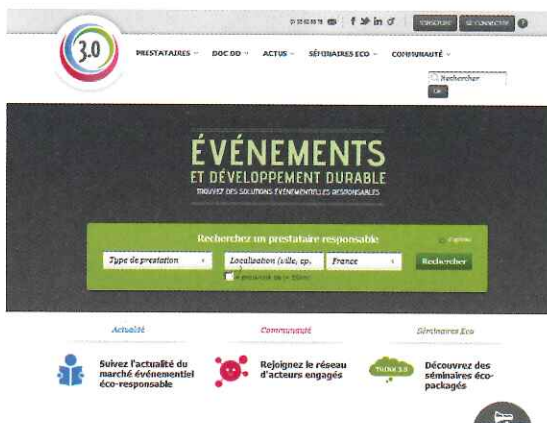 S'INSCRIRE SE CONNECTER
3.0
PRESTATAIRES DOC DD ACTUS SÉMINAIRES ECO COMMUNAUTÉ
Rechercher
OK
ÉVÉNEMENTS
ET DÉVELOPPEMENT DURABLE
TROUVEZ DES SOLUTIONS ÉVÉNEMENTIELLES RESPONSABLES
Recherchez un prestataire responsable
Type de prestation Localisation (ville, cp, France Rechercher
Actualité Communauté Séminaires Eco
Suivez l'actualité du
marché événementiel
éco-responsable
Rejoignez le réseau
d'acteurs engagés
Découvrez des
séminaires éco-
packagés